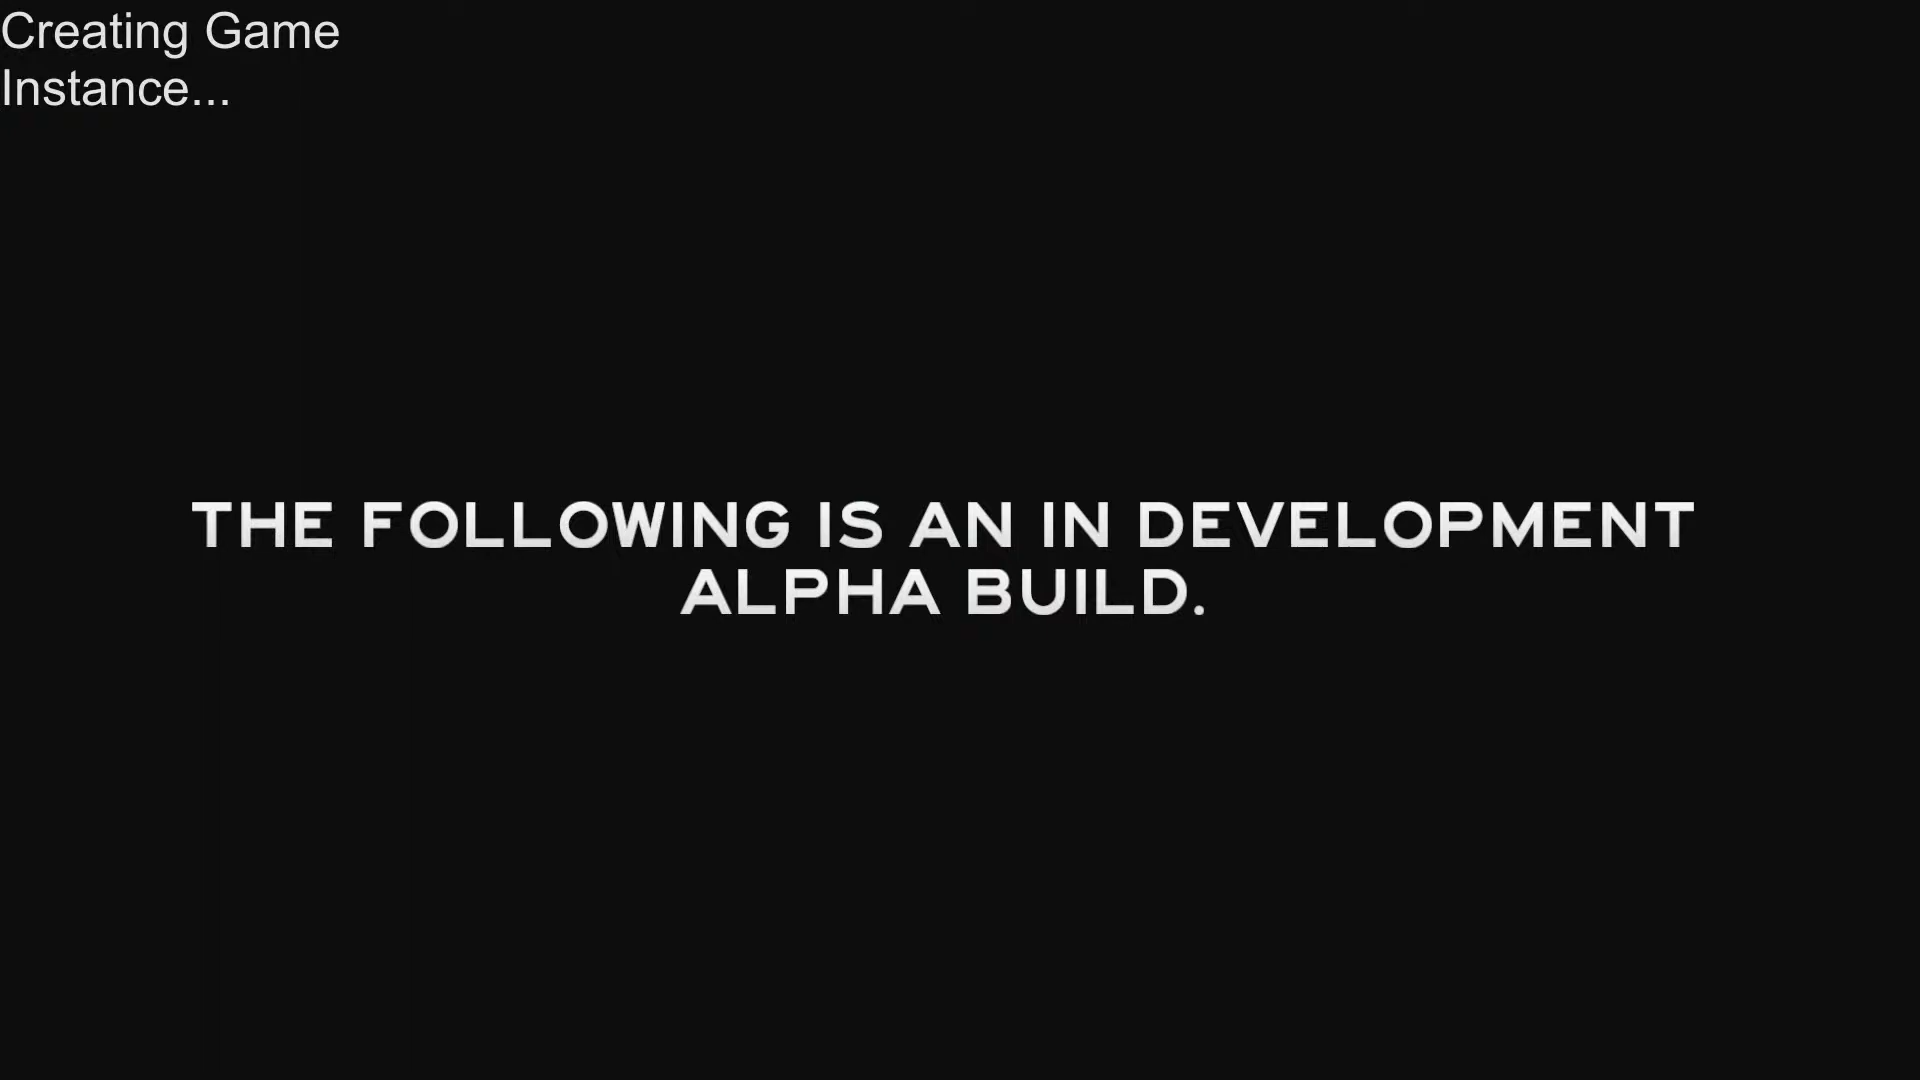 Creating Game
Instance...
THE FOLLOWING IS AN IN DEVELOPMENT
ALPHA BUILD.